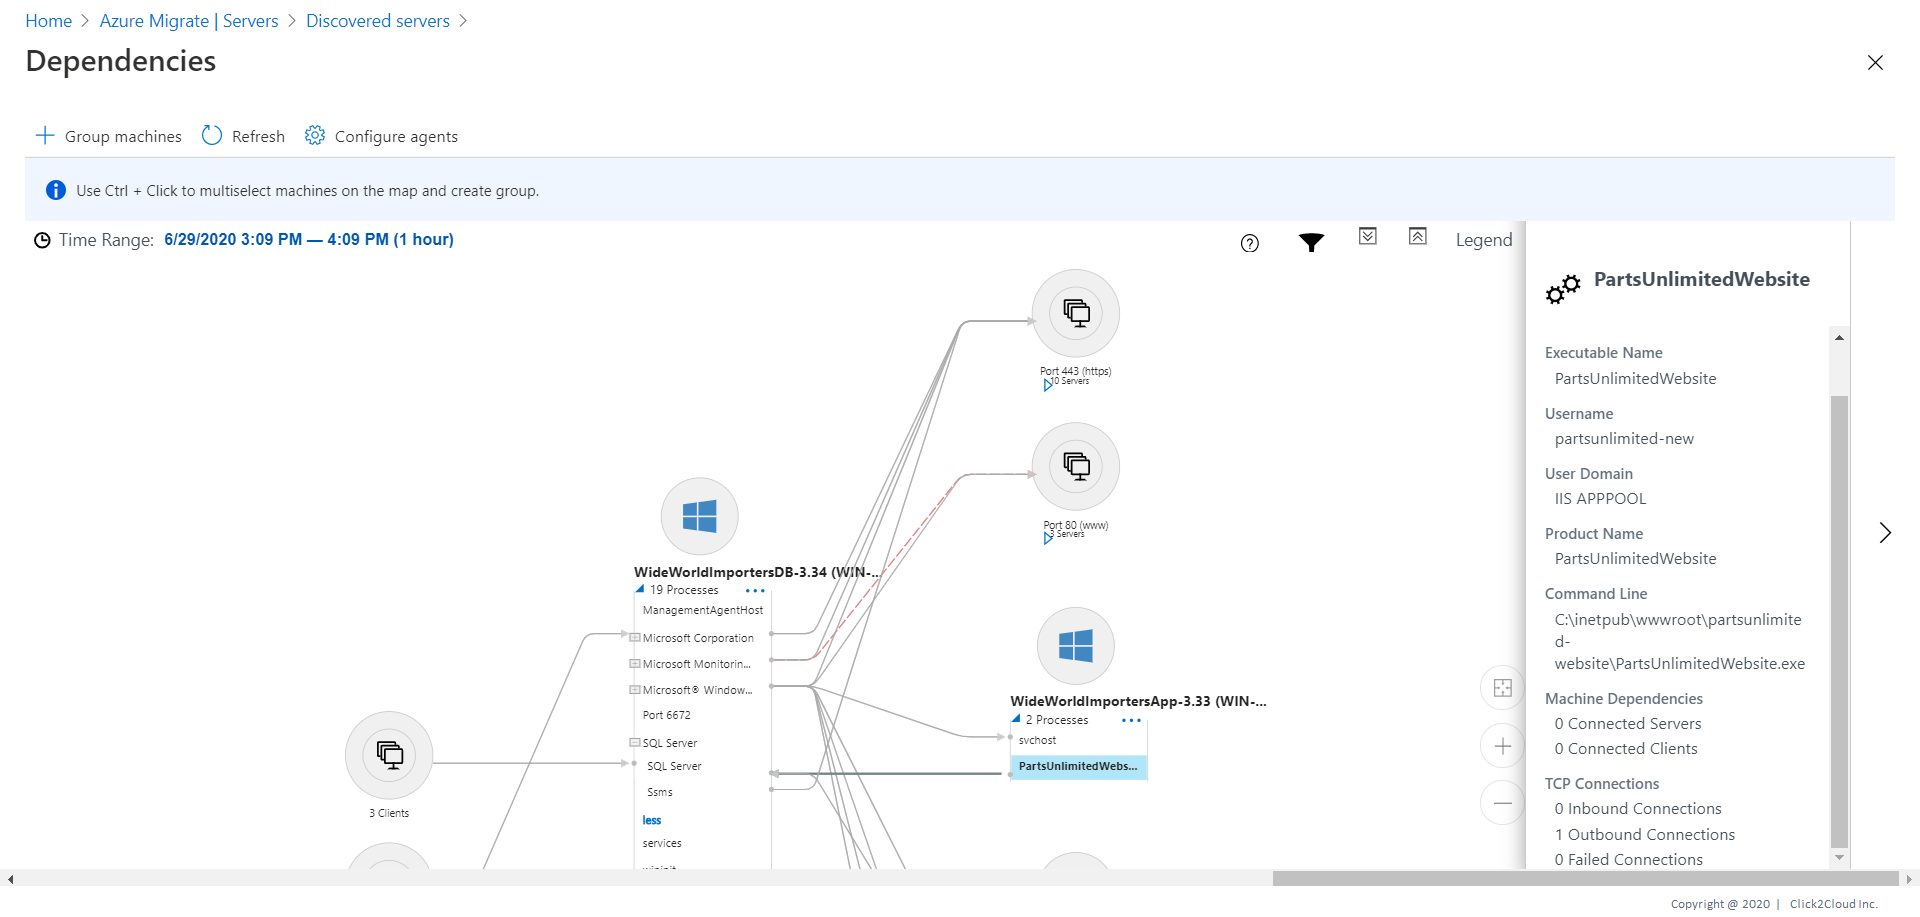 Home > Azure Migrate | Servers > Discovered servers >
Dependencies
Group machines Refresh Configure agents
Use Ctrl + Click to multiselect machines on the map and create group.
Time Range: 6/29/2020 3:09 PM — 4:09 PM (1 hour)
Legend
Port 443 (https)
10 Servers
Port 80 (www)
3 Servers
WideWorldImportersDB-3.34 (WIN-...
19 Processes
ManagementAgentHost
Microsoft Corporation
Microsoft Monitorin...
Microsoft® Window...
Port 6672
SQL Server
SQL Server
Ssms
less
services
wininit
WideWorldImportersApp-3.33 (WIN-...
2 Processes
svchost
PartsUnlimitedWebs...
3 Clients
PartsUnlimitedWebsite
Executable Name
PartsUnlimitedWebsite
Username
partsunlimited-new
User Domain
IIS APPPOOL
Product Name
PartsUnlimitedWebsite
Command Line
C:\inetpub\wwwroot\partsunlimite
d-
website\PartsUnlimitedWebsite.exe
Machine Dependencies
0 Connected Servers
0 Connected Clients
TCP Connections
0 Inbound Connections
1 Outbound Connections
0 Failed Connections
Copyright @ 2020 | Click2Cloud Inc.